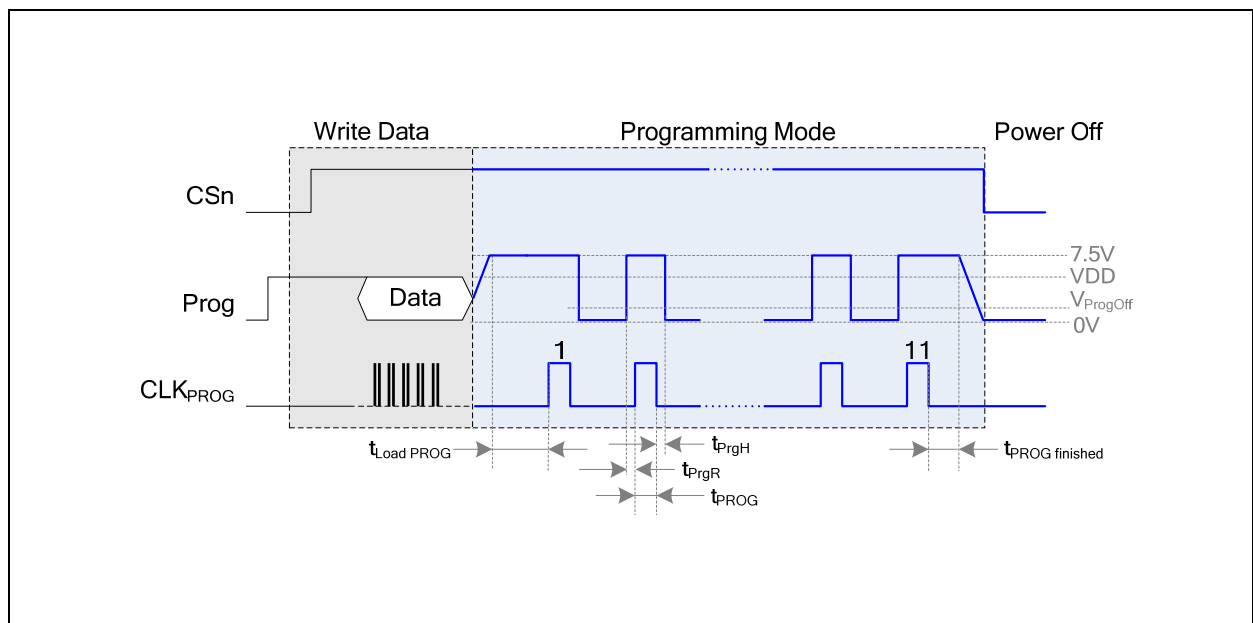 Write Data Programming Mode Power Off
CSn
7.5V
VDD
Prog Data
VProgOff
0V
1 11
CLKPROG
tLoad PROG tPrgH tPROG finished
tPrgR
tPROG